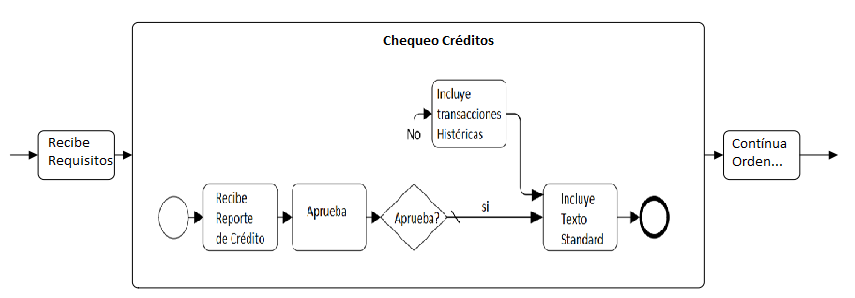 Chequeo Créditos
Recibe
Requisitos
Incluye
transacciones
Históricas
No
Contínua
Orden...
Recibe
Reporte
de Crédito
Aprueba
Aprueba?
si
Incluye
Texto
Standard